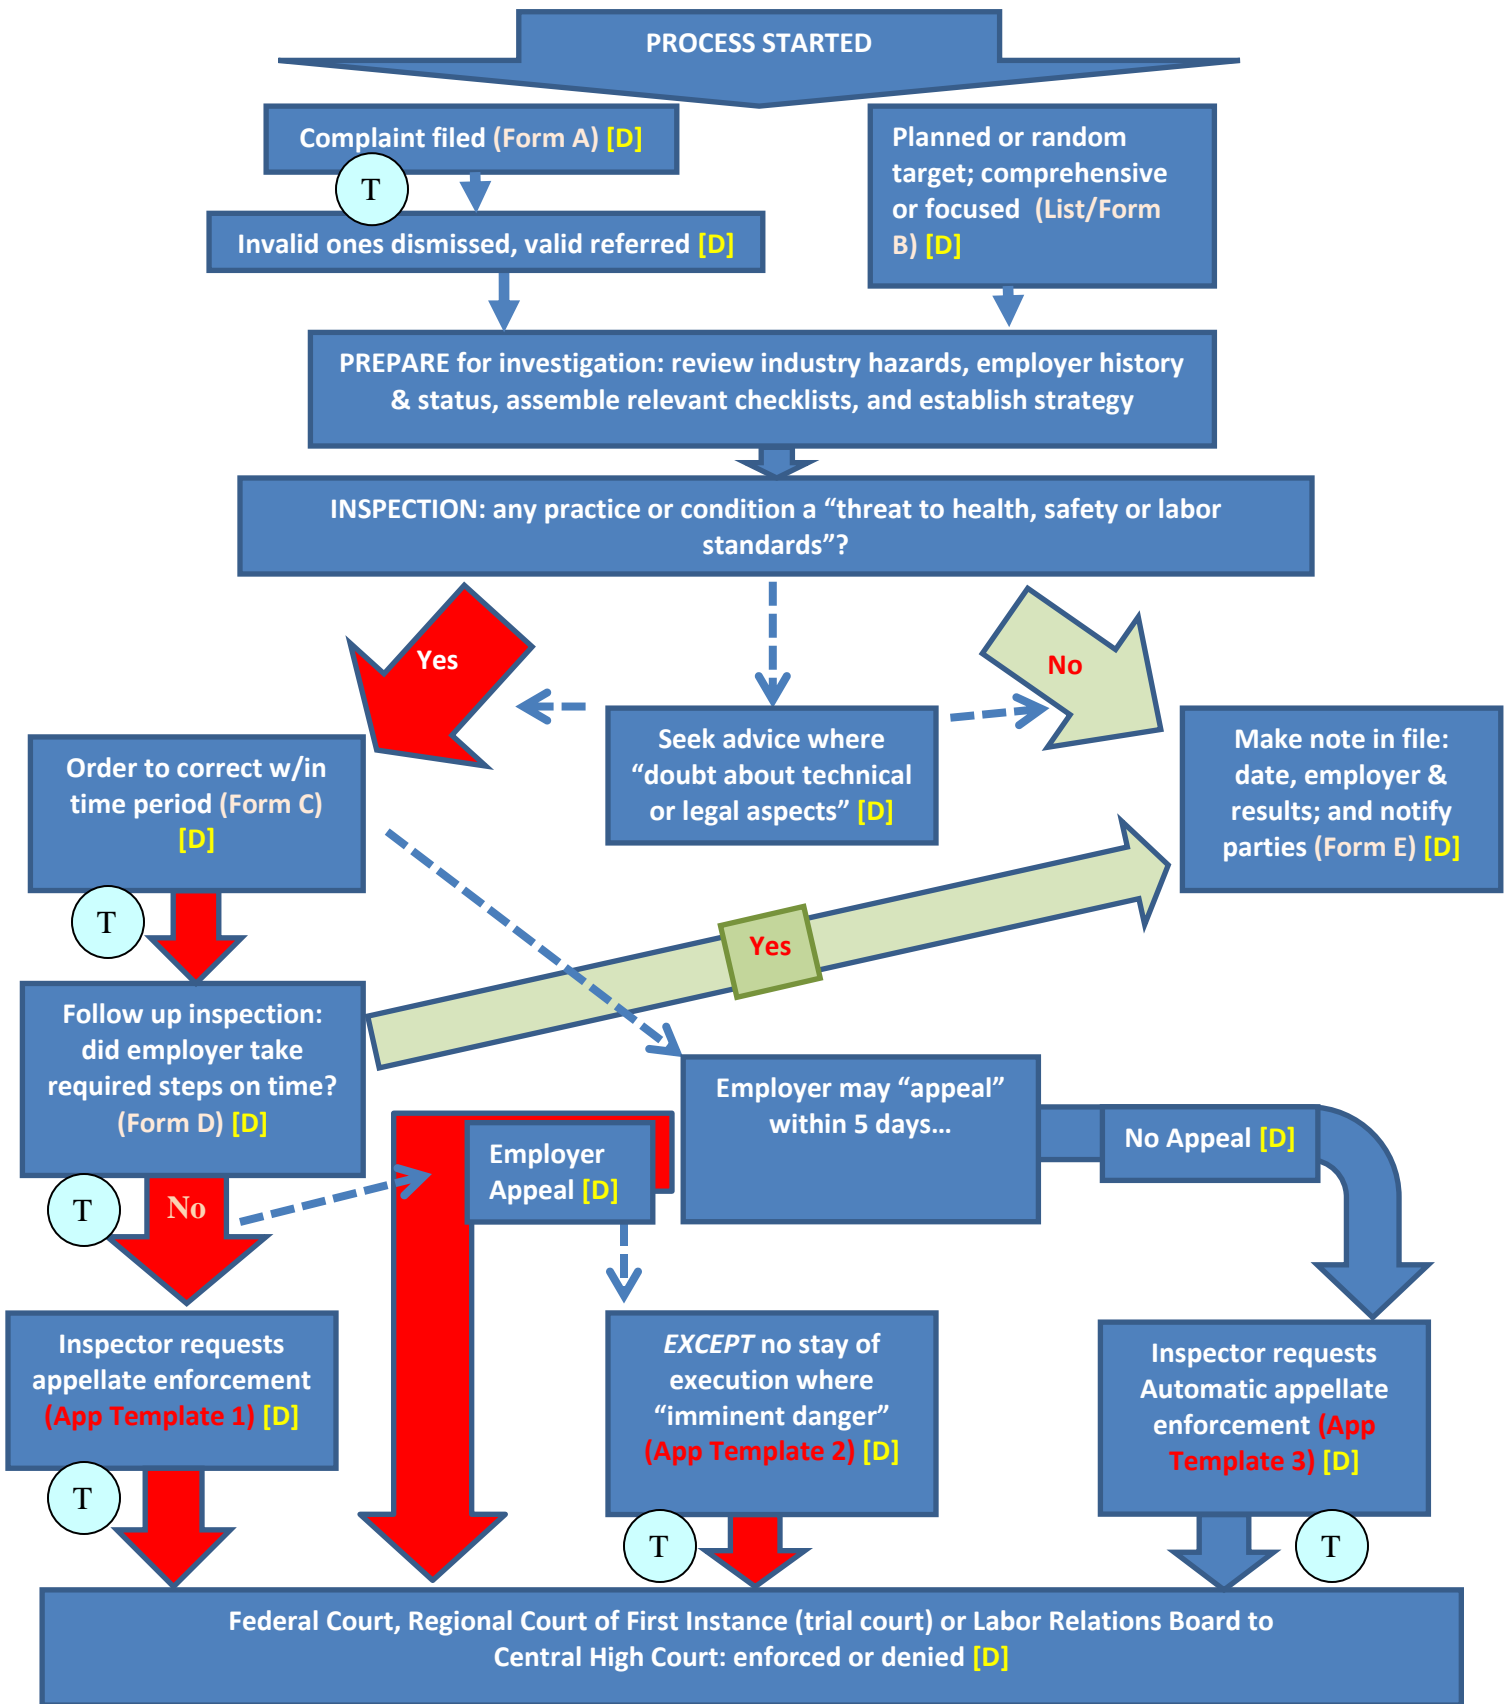 PROCESS STARTED
Complaint filed (Form A) [D]
T
Invalid ones dismissed, valid referred [D]
Planned or random
target; comprehensive
or focused (List/Form
B) [D]
PREPARE for investigation: review industry hazards, employer history
& status, assemble relevant checklists, and establish strategy
INSPECTION: any practice or condition a “threat to health, safety or labor
standards”?
Yes
No
Seek advice where
“doubt about technical
or legal aspects” [D]
Order to correct w/in
time period (Form C)
[D]
Make note in file:
date, employer &
results; and notify
parties (Form E) [D]
T
Yes
Follow up inspection:
did employer take
required steps on time?
(Form D) [D]
Employer may “appeal”
within 5 days…
No Appeal [D]
Employer
Appeal [D]
T
No
Inspector requests
appellate enforcement
(App Template 1) [D]
EXCEPT no stay of
execution where
“imminent danger”
(App Template 2) [D]
Inspector requests
Automatic appellate
enforcement (App
Template 3) [D]
T
T
T
Federal Court, Regional Court of First Instance (trial court) or Labor Relations Board to
Central High Court: enforced or denied [D]